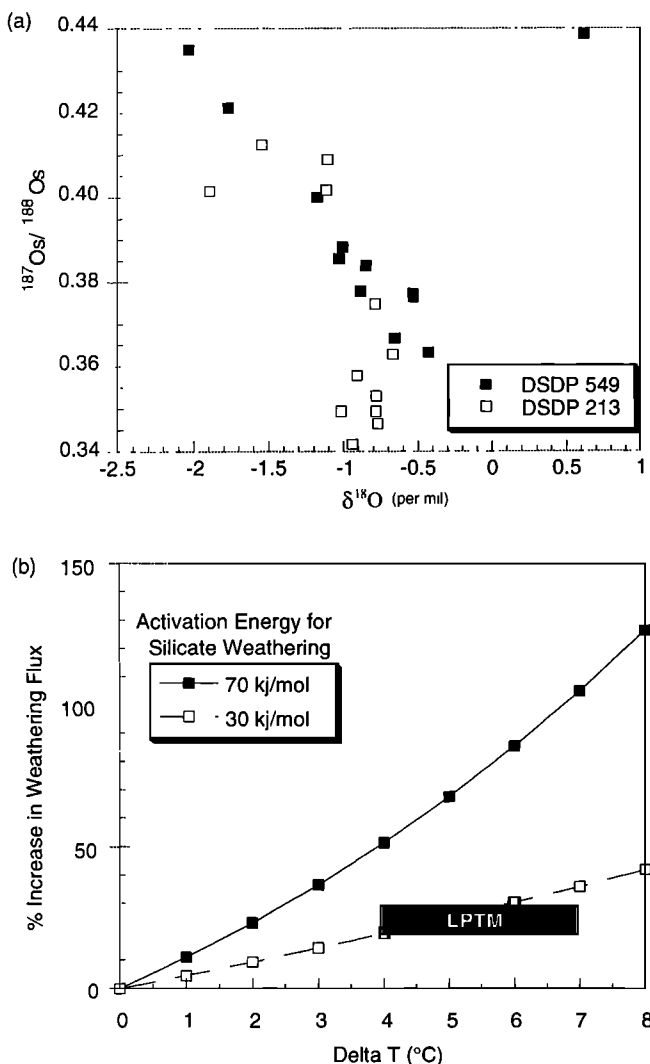 (a)
0.44
0.42
0.40
0.38
0.36
0.34
187Os/ 188Os
DSDP 549
DSDP 213
-2.5 -2 -1.5 -1 -0.5 0 0.5 1
δ18O (per mil)
(b)
150
100
50
0
% Increase in Weathering Flux
Activation Energy for
Silicate Weathering
70 kj/mol
30 kj/mol
LPTM
0 1 2 3 4 5 6 7 8
Delta T (°C)